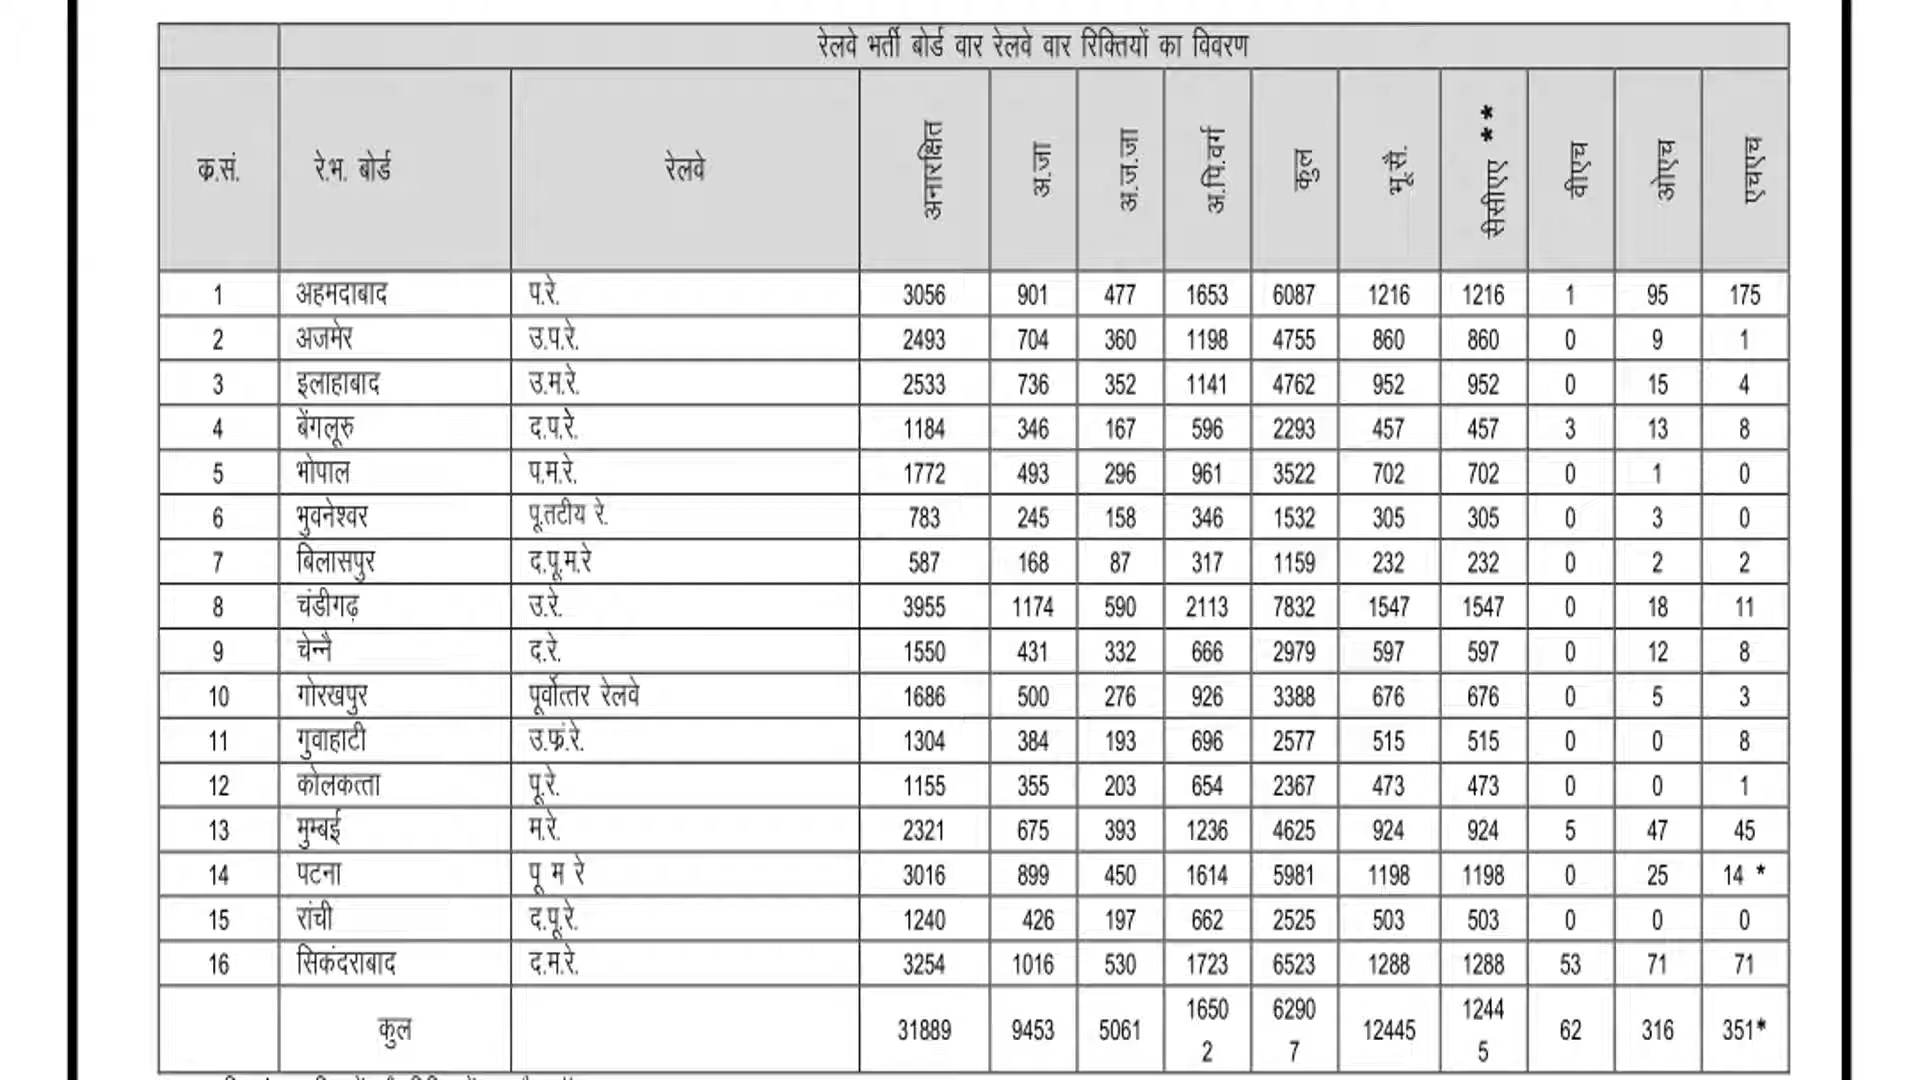 रेलवे भर्ती बोर्ड वार रेलवे वार रिक्तियों का विवरण
क्र.सं. रे.भ. बोर्ड रेलवे अनारक्षित अ.जा अ.ज.जा अ.पि.वर्ग कुल भू.सै. सीसीएए ** वीएच ओएच एचएच
1 अहमदाबाद प.रे. 3056 901 477 1653 6087 1216 1216 1 95 175
2 अजमेर उ.प.रे. 2493 704 360 1198 4755 860 860 0 9 1
3 इलाहाबाद उ.म.रे. 2533 736 352 1141 4762 952 952 0 15 4
4 बेंगलूरु द.प.रे. 1184 346 167 596 2293 457 457 3 13 8
5 भोपाल प.म.रे. 1772 493 296 961 3522 702 702 0 1 0
6 भुवनेश्वर पू.तटीय रे. 783 245 158 346 1532 305 305 0 3 0
7 बिलासपुर द.पू.म.रे 587 168 87 317 1159 232 232 0 2 2
8 चंडीगढ़ उ.रे. 3955 1174 590 2113 7832 1547 1547 0 18 11
9 चेन्नै द.रे. 1550 431 332 666 2979 597 597 0 12 8
10 गोरखपुर पूर्वोत्तर रेलवे 1686 500 276 926 3388 676 676 0 5 3
11 गुवाहाटी उ.फ्रं.रे. 1304 384 193 696 2577 515 515 0 0 8
12 कोलकत्ता पू.रे. 1155 355 203 654 2367 473 473 0 0 1
13 मुम्बई म.रे. 2321 675 393 1236 4625 924 924 5 47 45
14 पटना पू म रे 3016 899 450 1614 5981 1198 1198 0 25 14 *
15 रांची द.पू.रे. 1240 426 197 662 2525 503 503 0 0 0
16 सिकंदराबाद द.म.रे. 3254 1016 530 1723 6523 1288 1288 53 71 71
कुल 31889 9453 5061 16502 62907 12445 12445 62 316 351*